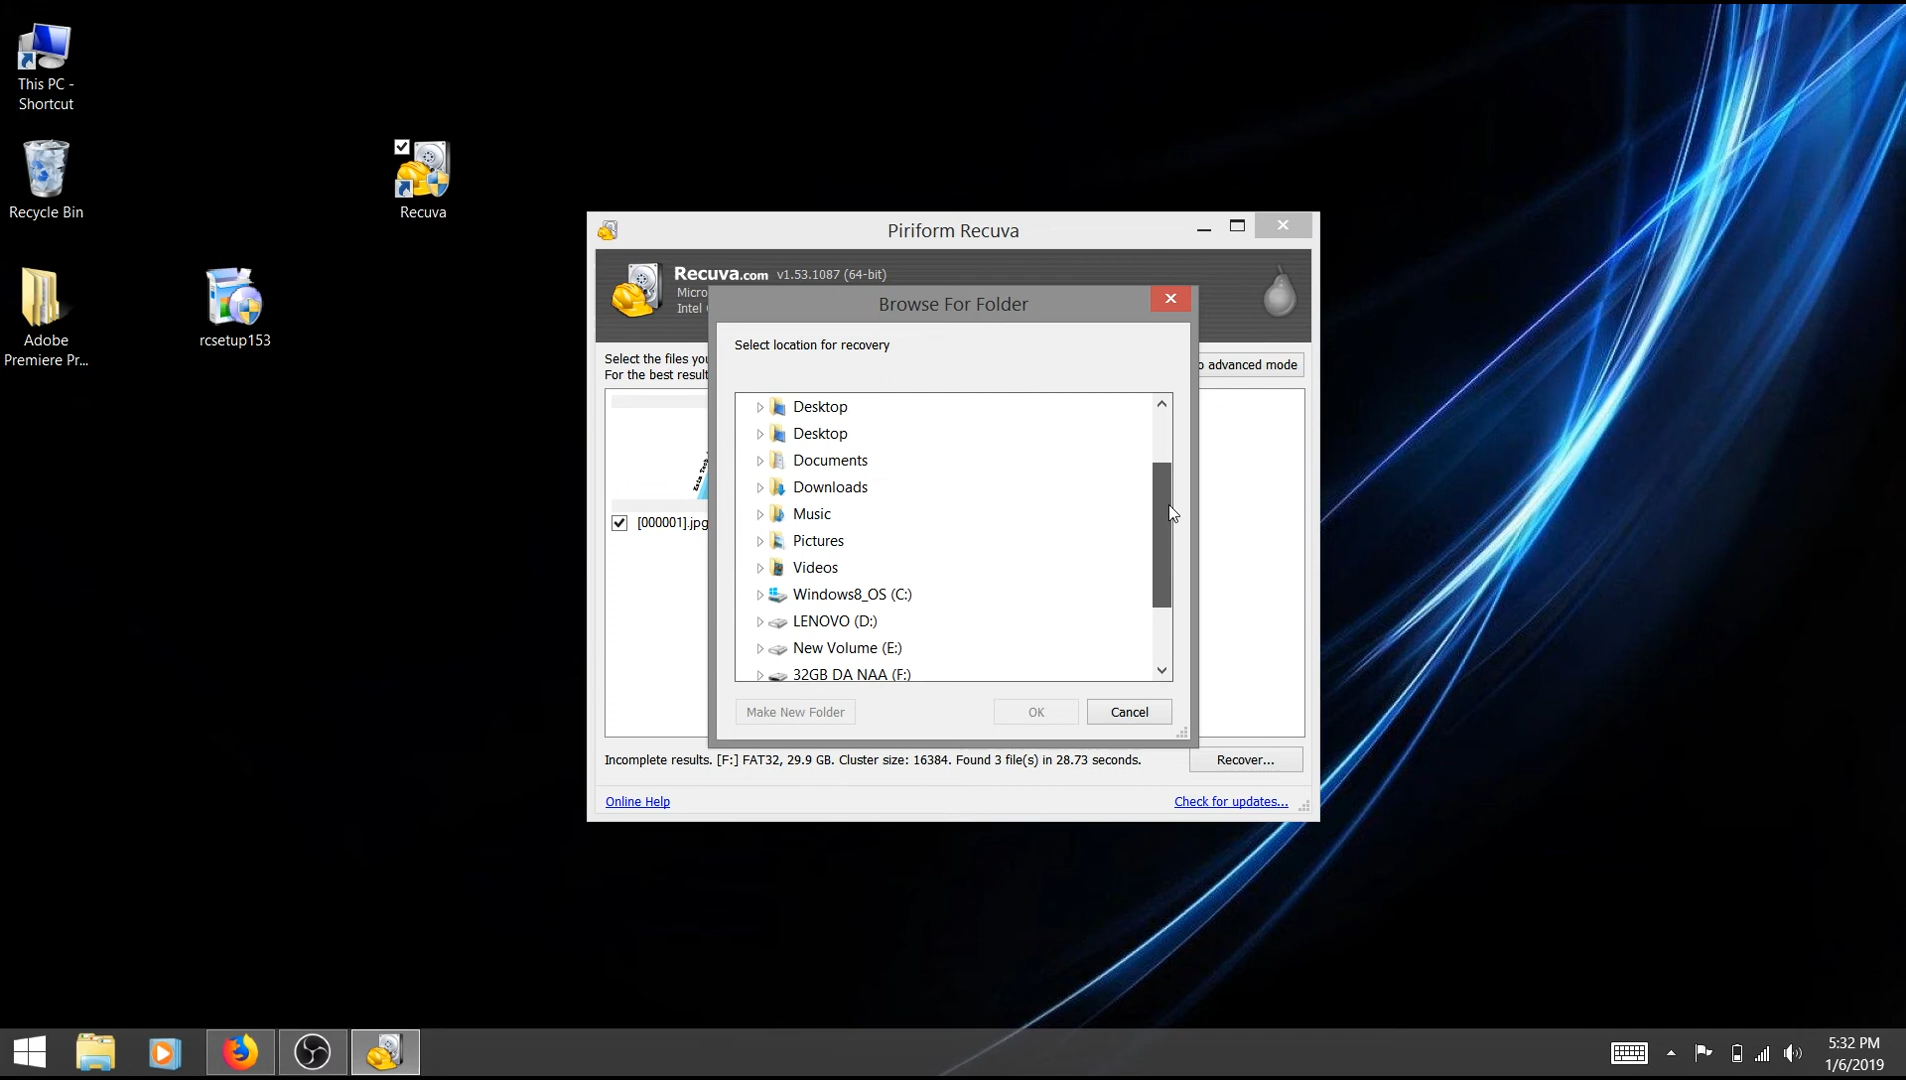 This PC -
Shortcut
Recycle Bin
Recuva
Adobe
Premiere Pr...
rcsetup153
Piriform Recuva
Recuva.com v1.53.1087 (64-bit)
Micro
Intel
Browse For Folder
Select location for recovery
Select the files you
For the best result
o advanced mode
Desktop
Desktop
Documents
Downloads
Music
Pictures
Videos
Windows8_OS (C:)
LENOVO (D:)
New Volume (E:)
32GB DA NAA (F:)
[000001].jpg
Make New Folder
OK
Cancel
Incomplete results. [F:] FAT32, 29.9 GB. Cluster size: 16384. Found 3 file(s) in 28.73 seconds.
Recover...
Online Help
Check for updates...
5:32 PM
1/6/2019